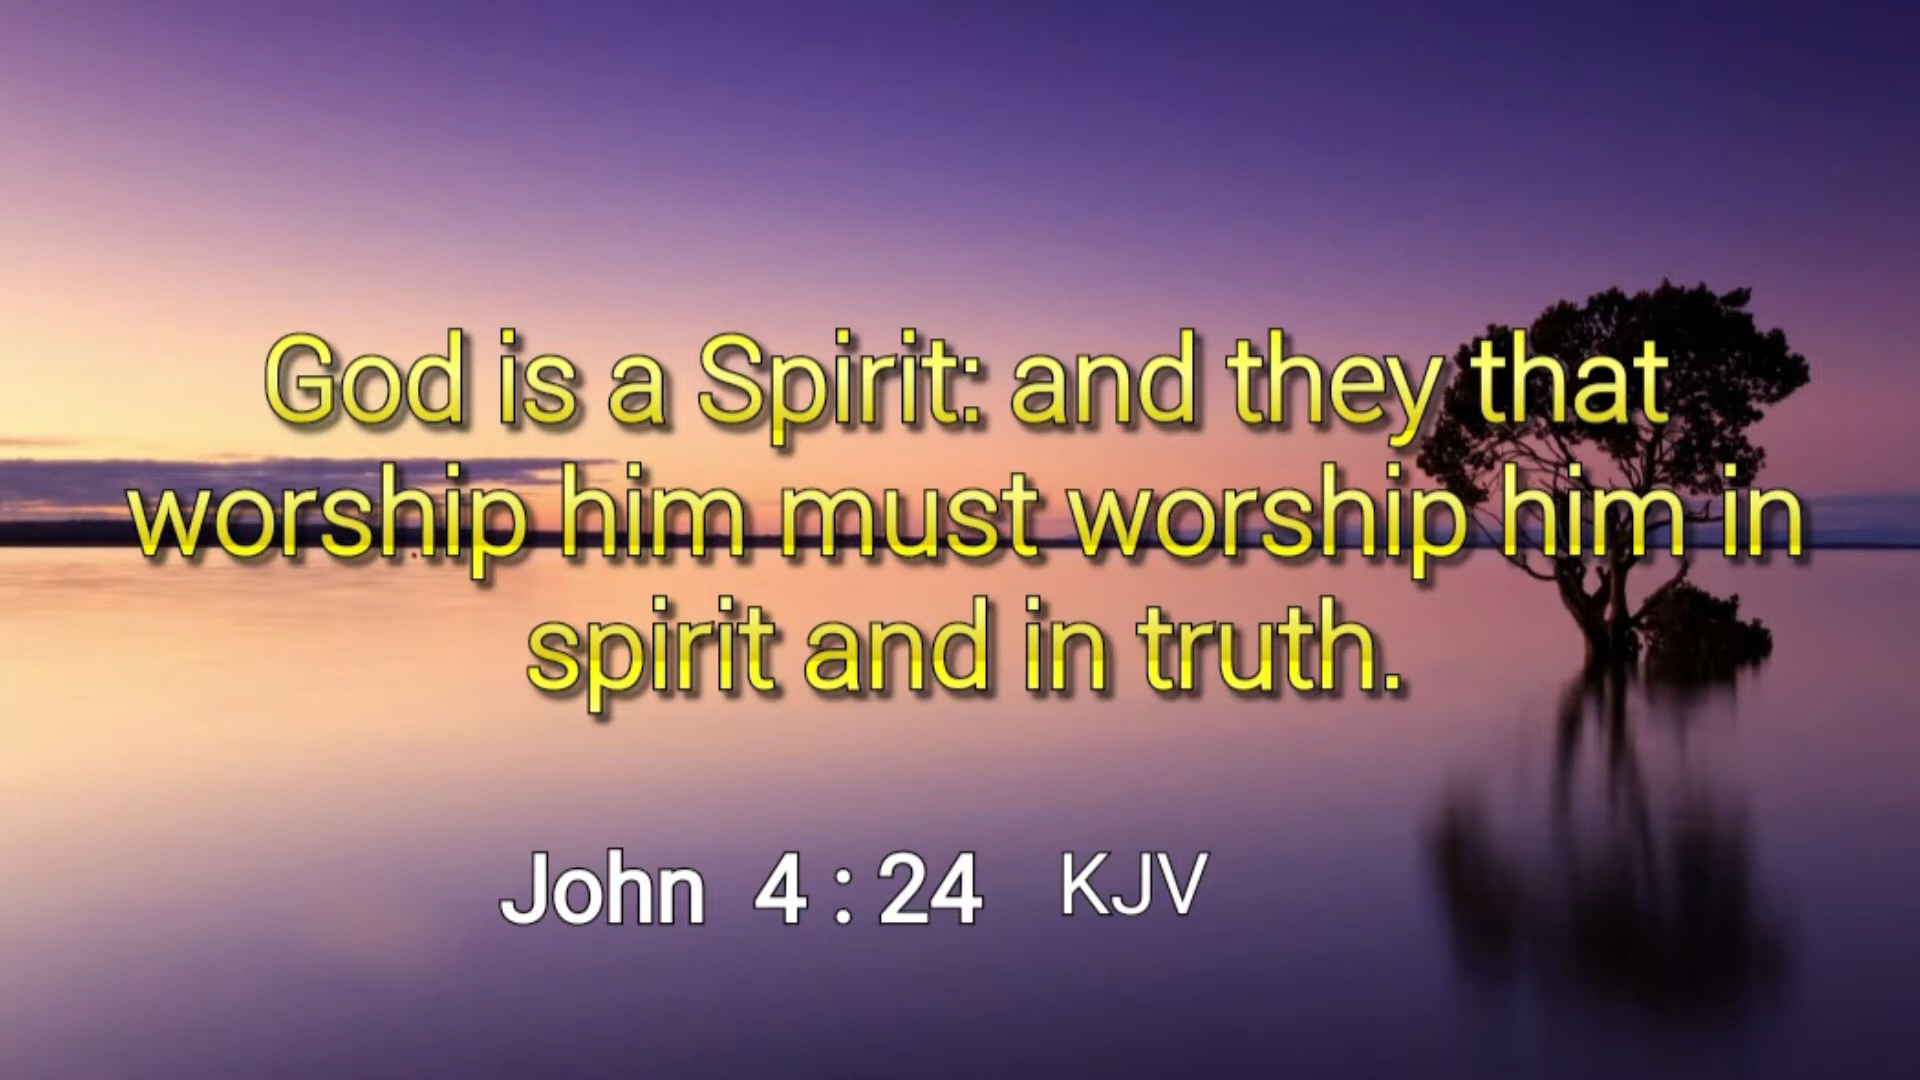 God is a Spirit: and they that
worship him must worship him in
spirit and in truth.
John 4 : 24 KJV